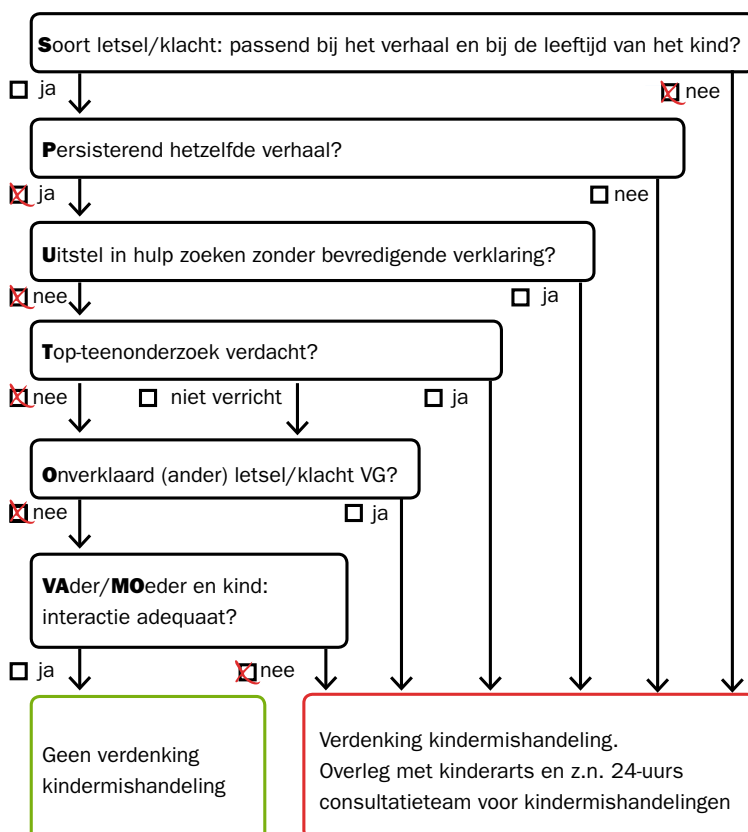 Soort letsel/klacht: passend bij het verhaal en bij de leeftijd van het kind?
ja
nee
Persisterend hetzelfde verhaal?
ja
nee
Uitstel in hulp zoeken zonder bevredigende verklaring?
nee
ja
Top-teenonderzoek verdacht?
nee
niet verricht
ja
Onverklaard (ander) letsel/klacht VG?
nee
ja
VAder/MOeder en kind:
interactie adequaat?
ja
nee
Geen verdenking
kindermishandeling
Verdenking kindermishandeling.
Overleg met kinderarts en z.n. 24-uurs
consultatieteam voor kindermishandelingen